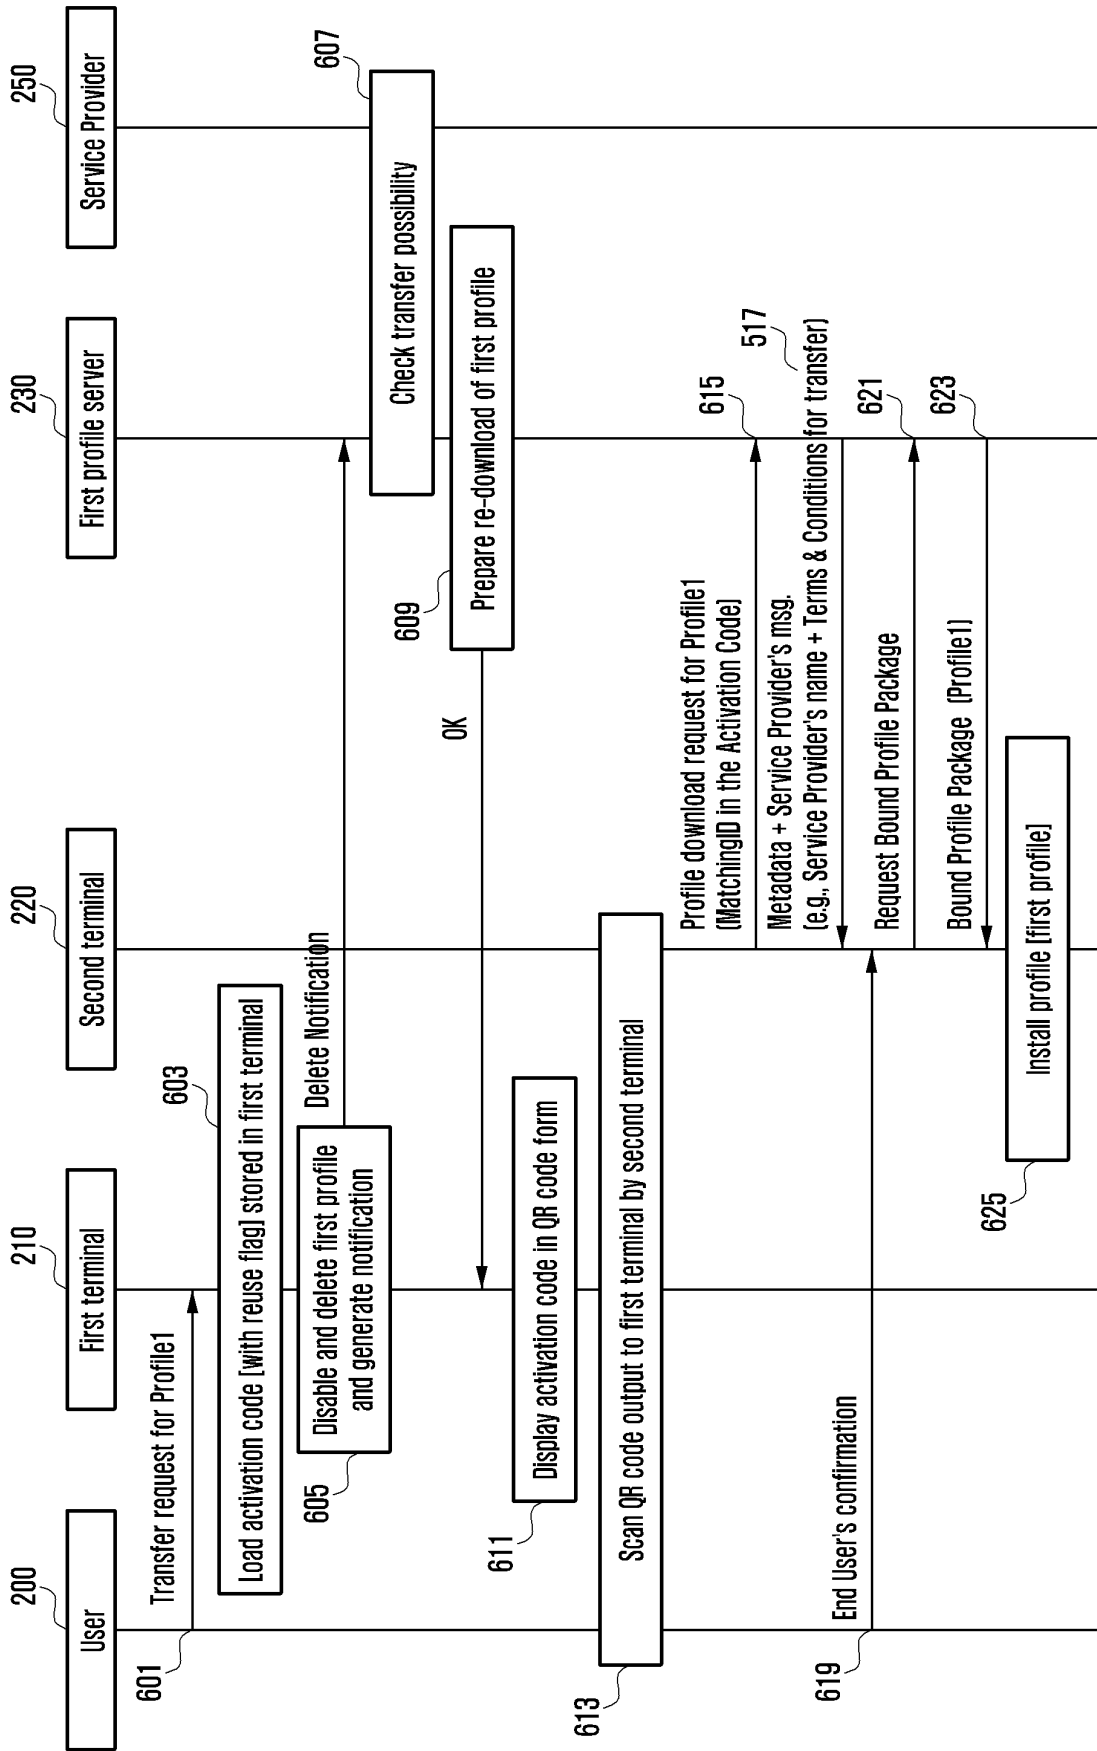 200
User
210
First terminal
220
Second terminal
230
First profile server
250
Service Provider
601
Transfer request for Profile1
603
Load activation code [with reuse flag] stored in first terminal
605
Disable and delete first profile
and generate notification
Delete Notification
607
Check transfer possibility
609
Prepare re-download of first profile
OK
611
Display activation code in QR code form
613
Scan QR code output to first terminal by second terminal
Profile download request for Profile1
(MatchingID in the Activation Code)
615
Metadata + Service Provider's msg.
(e.g., Service Provider's name + Terms & Conditions for transfer)
517
619
End User's confirmation
Request Bound Profile Package
621
Bound Profile Package (Profile1)
623
625
Install profile [first profile]